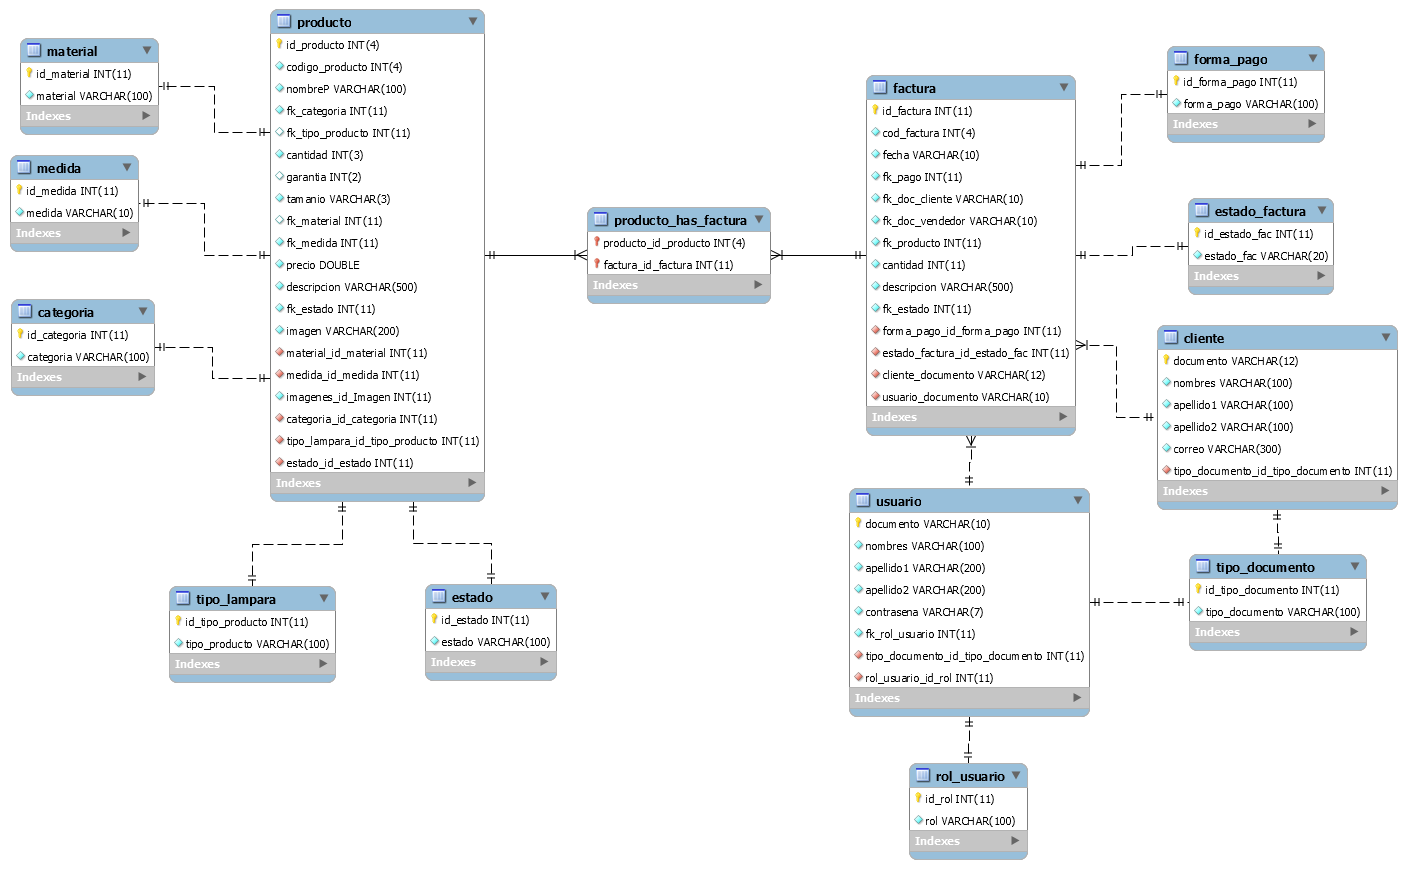 material
id_material INT(11)
material VARCHAR(100)
Indexes
medida
id_medida INT(11)
medida VARCHAR(10)
Indexes
categoria
id_categoria INT(11)
categoria VARCHAR(100)
Indexes
producto
id_producto INT(4)
codigo_producto INT(4)
nombreP VARCHAR(100)
fk_categoria INT(11)
fk_tipo_producto INT(11)
cantidad INT(3)
garantia INT(2)
tamanio VARCHAR(3)
fk_material INT(11)
fk_medida INT(11)
precio DOUBLE
descripcion VARCHAR(500)
fk_estado INT(11)
imagen VARCHAR(200)
material_id_material INT(11)
medida_id_medida INT(11)
imagenes_id_Imagen INT(11)
categoria_id_categoria INT(11)
tipo_lampara_id_tipo_producto INT(11)
estado_id_estado INT(11)
Indexes
tipo_lampara
id_tipo_producto INT(11)
tipo_producto VARCHAR(100)
Indexes
estado
id_estado INT(11)
estado VARCHAR(100)
Indexes
producto_has_factura
producto_id_producto INT(4)
factura_id_factura INT(11)
Indexes
factura
id_factura INT(11)
cod_factura INT(4)
fecha VARCHAR(10)
fk_pago INT(11)
fk_doc_cliente VARCHAR(10)
fk_doc_vendedor VARCHAR(10)
fk_producto INT(11)
cantidad INT(11)
descripcion VARCHAR(500)
fk_estado INT(11)
forma_pago_id_forma_pago INT(11)
estado_factura_id_estado_fac INT(11)
cliente_documento VARCHAR(12)
usuario_documento VARCHAR(10)
Indexes
forma_pago
id_forma_pago INT(11)
forma_pago VARCHAR(100)
Indexes
estado_factura
id_estado_fac INT(11)
estado_fac VARCHAR(20)
Indexes
cliente
documento VARCHAR(12)
nombres VARCHAR(100)
apellido1 VARCHAR(100)
apellido2 VARCHAR(100)
correo VARCHAR(300)
tipo_documento_id_tipo_documento INT(11)
Indexes
usuario
documento VARCHAR(10)
nombres VARCHAR(100)
apellido1 VARCHAR(200)
apellido2 VARCHAR(200)
contrasena VARCHAR(7)
fk_rol_usuario INT(11)
tipo_documento_id_tipo_documento INT(11)
rol_usuario_id_rol INT(11)
Indexes
tipo_documento
id_tipo_documento INT(11)
tipo_documento VARCHAR(100)
Indexes
rol_usuario
id_rol INT(11)
rol VARCHAR(100)
Indexes